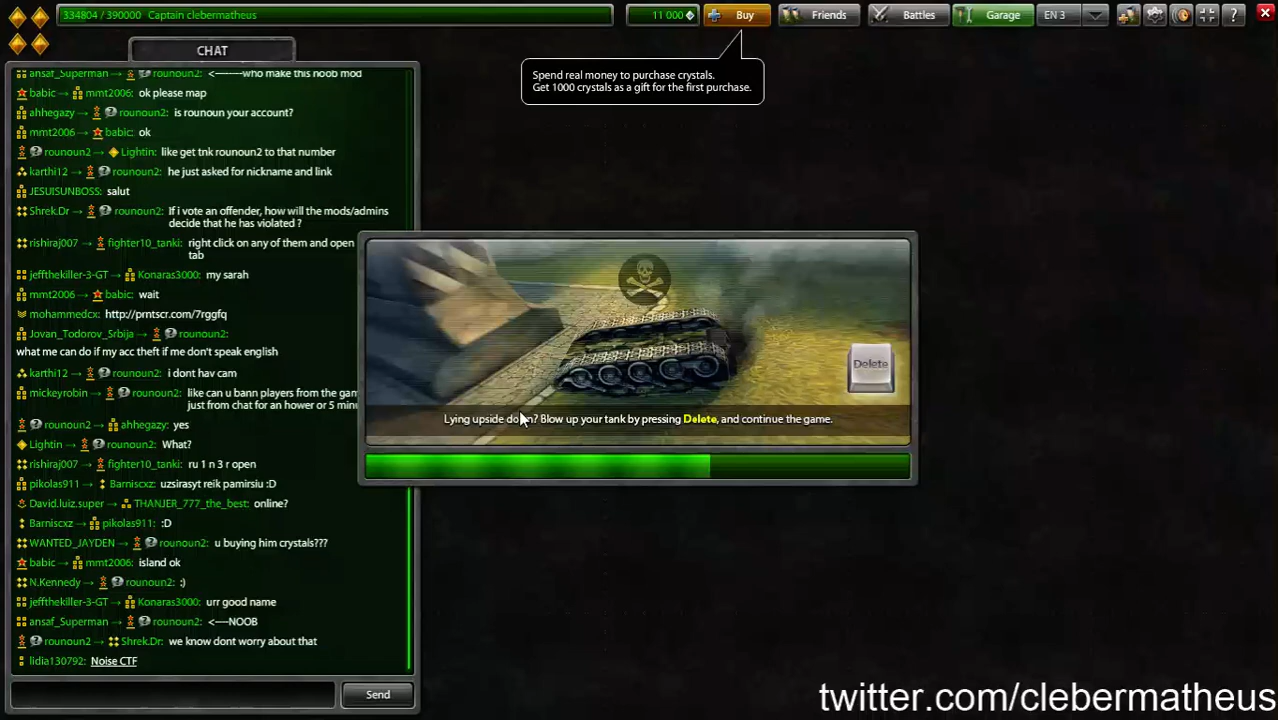 334804 / 390000   Captain clebermatheus
11 000
Buy
Friends
Battles
Garage
EN 3
?
CHAT
Spend real money to purchase crystals.
Get 1000 crystals as a gift for the first purchase.
ansaf_Superman → rounoun2: <-----who make this noob mod
babic → mmt2006: ok please map
ahhegazy → rounoun2: is rounoun your account?
mmt2006 → babic: ok
rounoun2 → Lightin: like get tnk rounoun2 to that number
karthi12 → rounoun2: he just asked for nickname and link
JESUISUNBOSS: salut
Shrek.Dr → rounoun2: If i vote an offender, how will the mods/admins
decide that he has violated ?
rishiraj007 → fighter10_tanki: right click on any of them and open
tab
jeffthekiller-3-GT → Konaras3000: my sarah
mmt2006 → babic: wait
mohammedcx: http://prntscr.com/7rggfq
Jovan_Todorov_Srbija → rounoun2:
what me can do if my acc theft if me don't speak english
karthi12 → rounoun2: i dont hav cam
mickeyrobin → rounoun2: like can u bann players from the gam
just from chat for an hower or 5 minu
rounoun2 → ahhegazy: yes
Lightin → rounoun2: What?
rishiraj007 → fighter10_tanki: ru 1 n 3 r open
pikolas911 → Barniscxz: uzsirasyt reik pamirsiu :D
David.luiz.super → THANJER_777_the_best: online?
Barniscxz → pikolas911: :D
WANTED_JAYDEN → rounoun2: u buying him crystals???
babic → mmt2006: island ok
N.Kennedy → rounoun2: :)
jeffthekiller-3-GT → Konaras3000: urr good name
ansaf_Superman → rounoun2: <----NOOB
rounoun2 → Shrek.Dr: we know dont worry about that
lidia130792: Noise CTF
Send
Delete
Lying upside down? Blow up your tank by pressing Delete, and continue the game.
twitter.com/clebermatheus